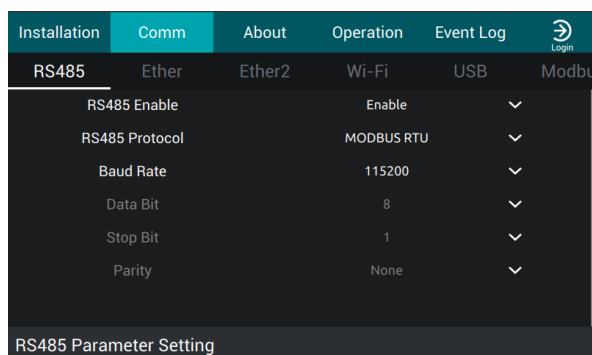 Installation Comm About Operation Event Log Login
RS485 Ether Ether2 Wi-Fi USB Modbu
RS485 Enable Enable
RS485 Protocol MODBUS RTU
Baud Rate 115200
Data Bit 8
Stop Bit 1
Parity None
RS485 Parameter Setting